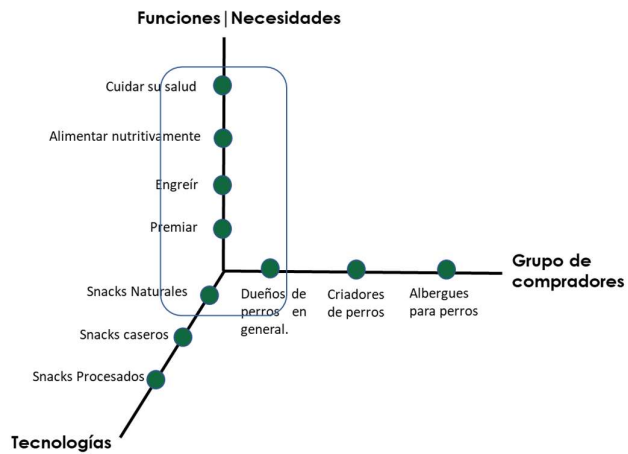 Funciones|Necesidades
Cuidar su salud
Alimentar nutritivamente
Engreír
Premiar
Grupo de
compradores
Snacks Naturales
Dueños de
perros en
general.
Criadores
de perros
Albergues
para perros
Snacks caseros
Snacks Procesados
Tecnologías